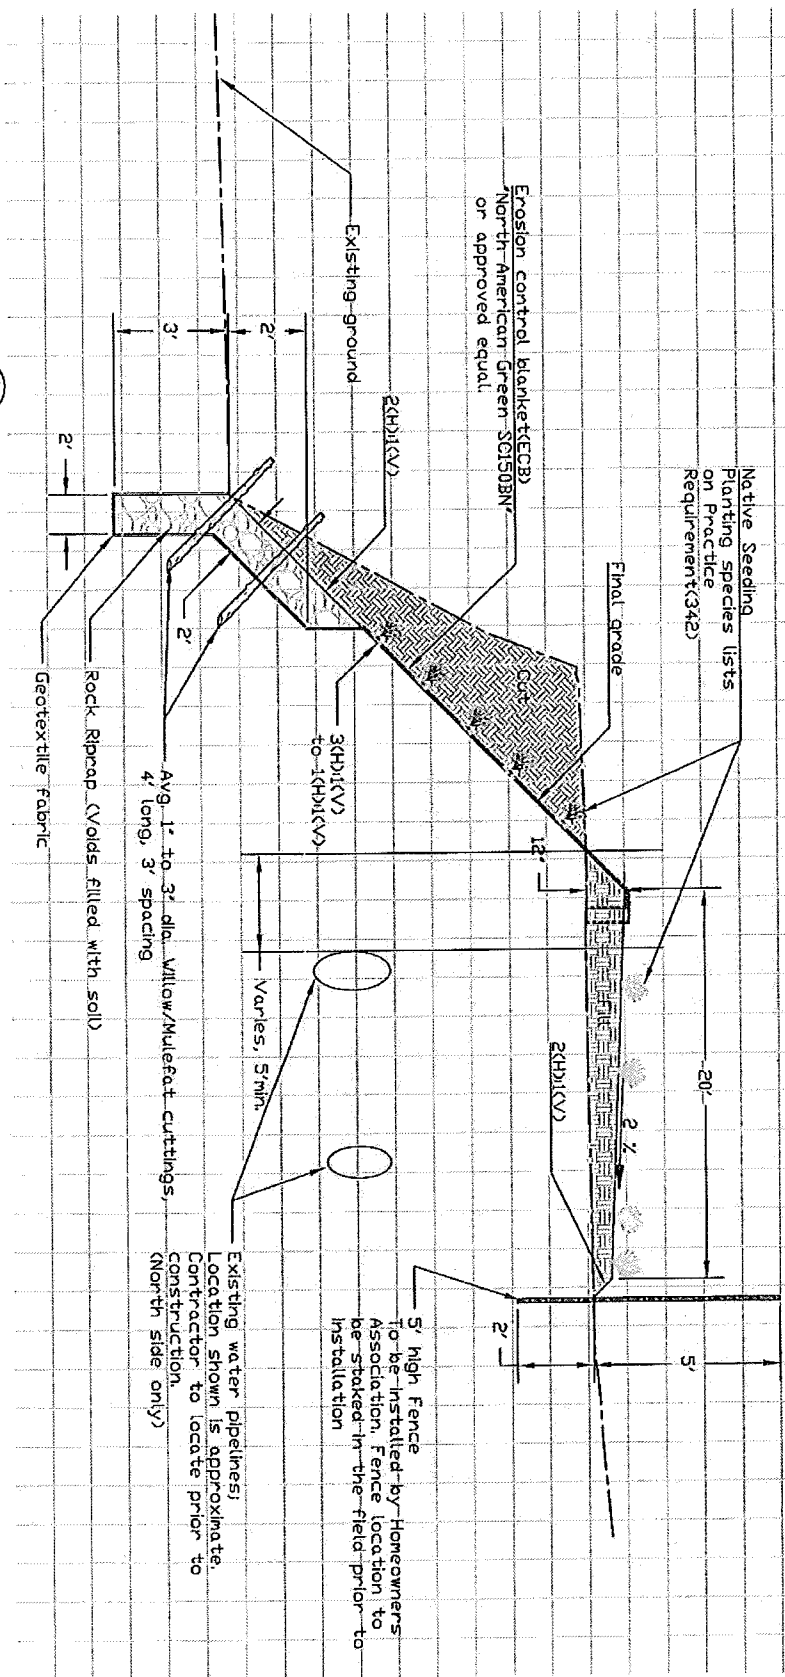 Native Seeding
Planting species lists
on Practice
Requirement(342)
Erosion control blanket(ECB)
"North American Green SC150BN"
or approved equal
Final grade
Existing ground
2(H):1(V)
Cut
Fill
20'
2 %
2(H):1(V)
12"
5'
2'
5' high Fence
To be installed by Homeowners
Association. Fence location to
be staked in the field prior to
installation
3(H):1(V)
to 1(H):1(V)
Varies, 5'min.
2'
3'
2'
2'
Existing water pipelines;
Location shown is approximate.
Contractor to locate prior to
construction.
(North side only)
Avg. 1" to 3" dia. Willow/Mulefat cuttings,
4' long, 3' spacing
Rock Riprap (Voids filled with soil)
Geotextile fabric